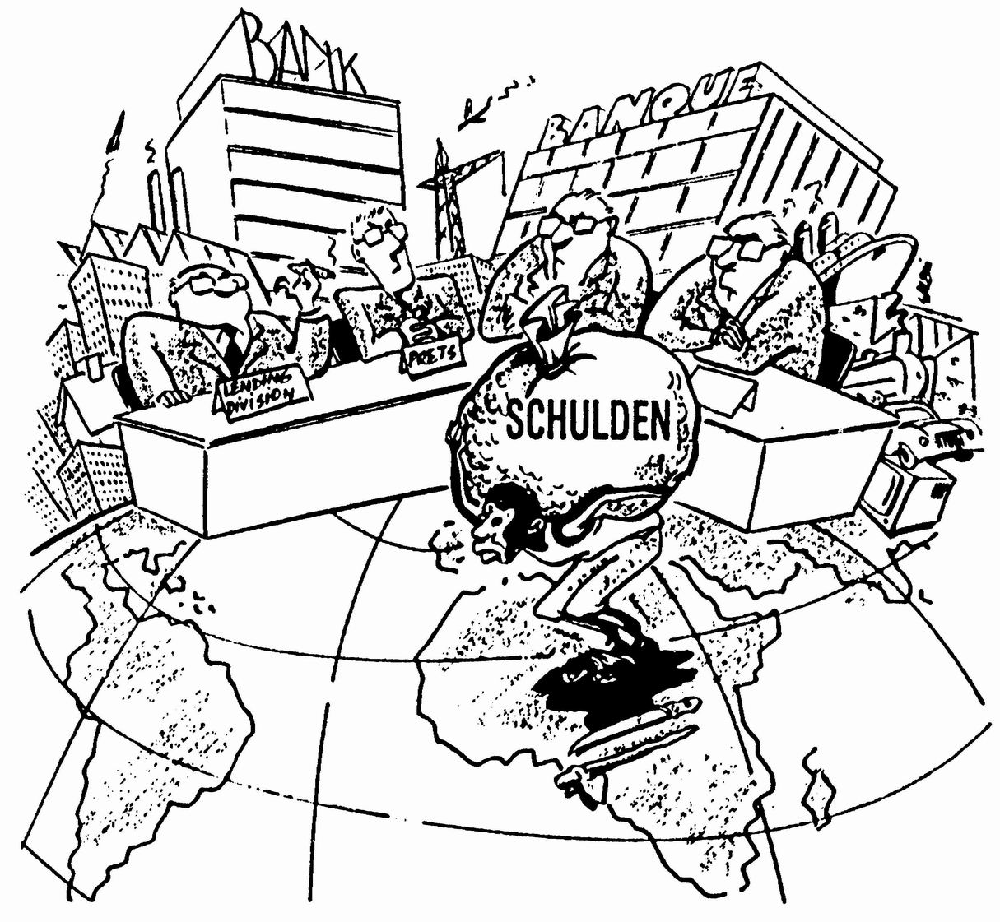 BANK
BANQUE
LENDING
DIVISION
PRETS
SCHULDEN